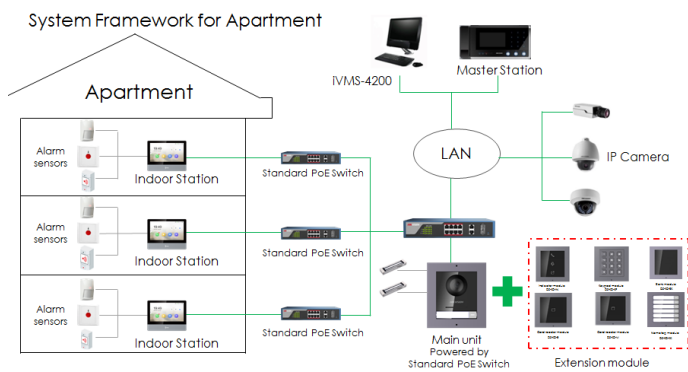 System Framework for Apartment
iVMS-4200
Master Station
Apartment
LAN
IP Camera
Alarm
sensors
Indoor Station
Standard PoE Switch
Alarm
sensors
Indoor Station
Standard PoE Switch
Alarm
sensors
Indoor Station
Standard PoE Switch
Main unit
Powered by
Standard PoE Switch
Extension module